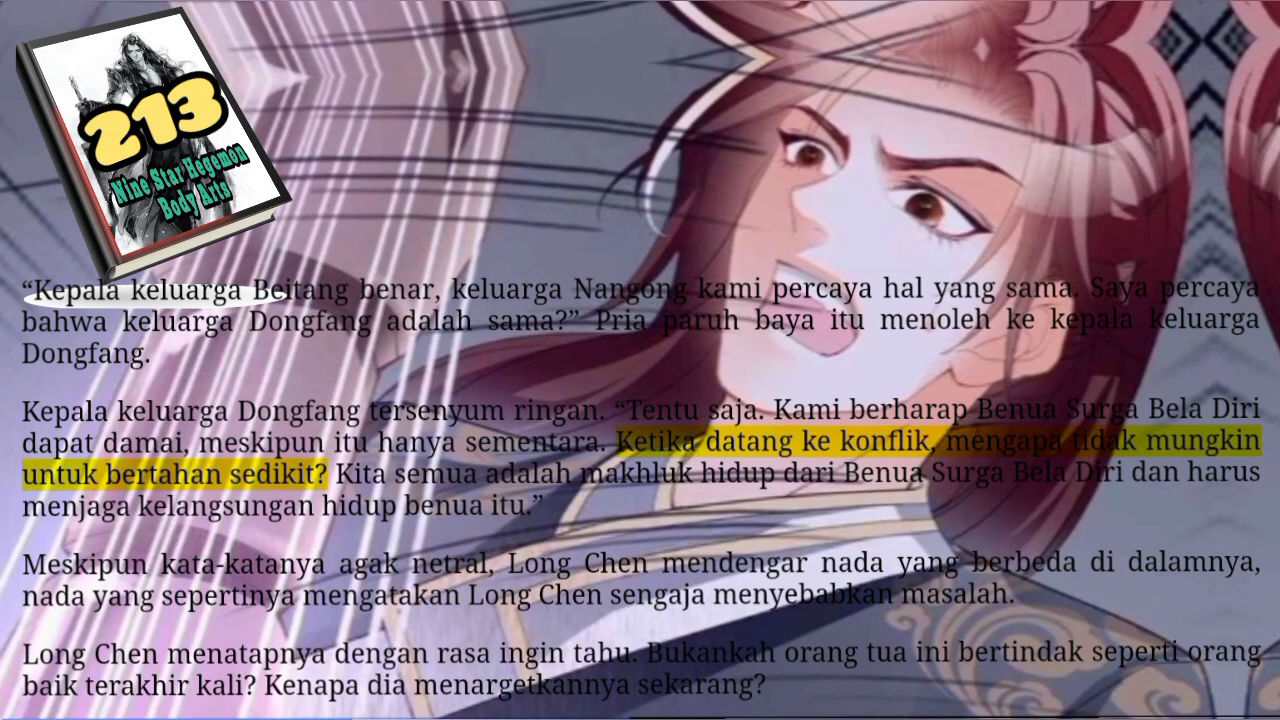 213
Nine Star Hegemon
Body Arts
“Kepala keluarga Beitang benar, keluarga Nangong kami percaya hal yang sama. Saya percaya
bahwa keluarga Dongfang adalah sama?” Pria paruh baya itu menoleh ke kepala keluarga
Dongfang.
Kepala keluarga Dongfang tersenyum ringan. “Tentu saja. Kami berharap Benua Surga Bela Diri
dapat damai, meskipun itu hanya sementara. Ketika datang ke konflik, mengapa tidak mungkin
untuk bertahan sedikit? Kita semua adalah makhluk hidup dari Benua Surga Bela Diri dan harus
menjaga kelangsungan hidup benua itu.”
Meskipun kata-katanya agak netral, Long Chen mendengar nada yang berbeda di dalamnya,
nada yang sepertinya mengatakan Long Chen sengaja menyebabkan masalah.
Long Chen menatapnya dengan rasa ingin tahu. Bukankah orang tua ini bertindak seperti orang
baik terakhir kali? Kenapa dia menargetkannya sekarang?